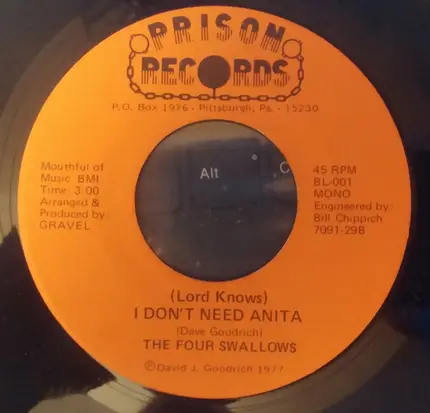 PRISON
RECORDS
P.O. Box 1976 - Pittsburgh, Pa. - 15230
Mouthful of
Music BMI
Time: 3:00
Arranged &
Produced by:
GRAVEL
Alt
C
45 RPM
BL-001
MONO
Engineered by:
Bill Chippich
7091-29B
(Lord Knows)
I DON'T NEED ANITA
(Dave Goodrich)
THE FOUR SWALLOWS
©David J. Goodrich 1977